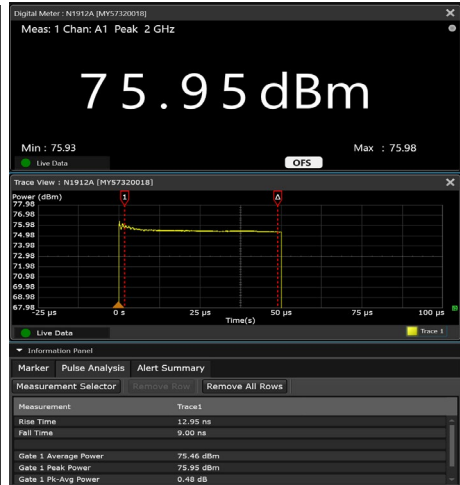 Digital Meter : N1912A [MY57320018]
Meas: 1 Chan: A1 Peak 2 GHz
75.95 dBm
Min : 75.93 Max : 75.98
Live Data OFS
Trace View : N1912A [MY57320018]
Power (dBm)
77.98
1 Δ
76.98
75.98
74.98
73.98
72.98
71.98
70.98
69.98
68.98
67.98
-25 µs 0 s 25 µs 50 µs 75 µs 100 µs
Time(s)
Live Data Trace 1
Information Panel
Marker Pulse Analysis Alert Summary
Measurement Selector Remove Row Remove All Rows
Measurement Trace1
Rise Time 12.95 ns
Fall Time 9.00 ns
Gate 1 Average Power 75.46 dBm
Gate 1 Peak Power 75.95 dBm
Gate 1 Pk-Avg Power 0.48 dB